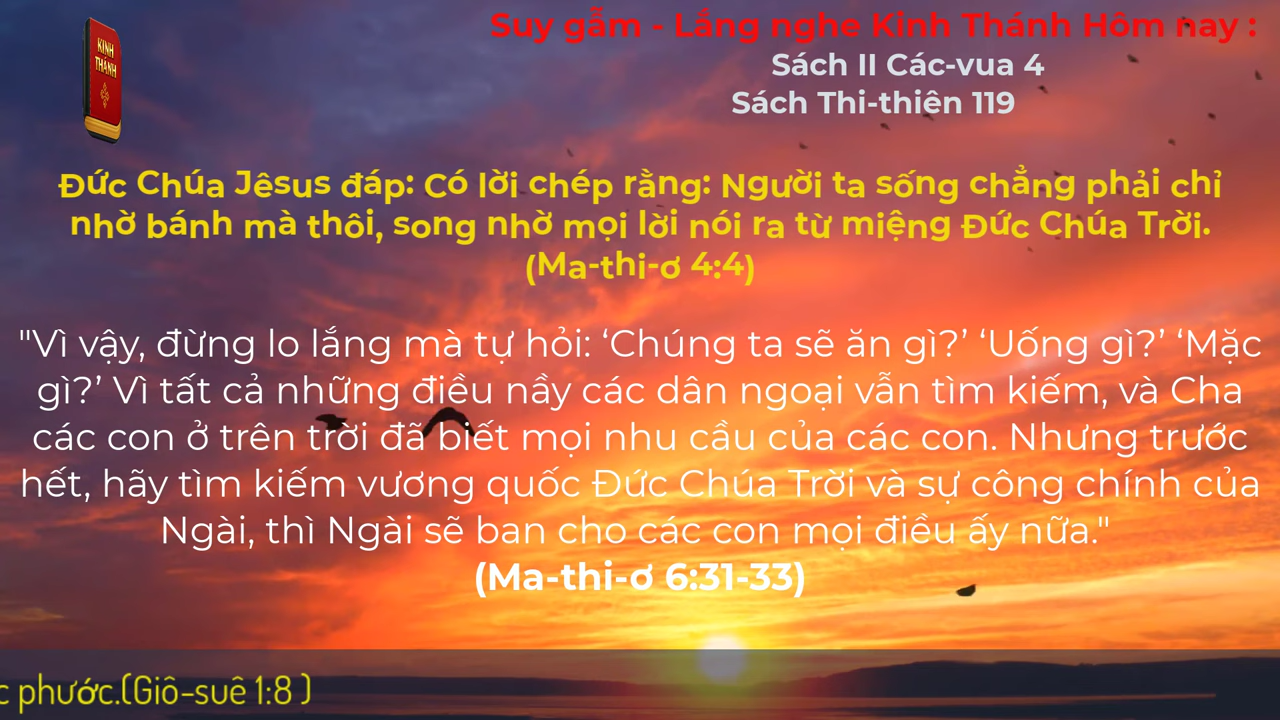 Suy gẫm - Lắng nghe Kinh Thánh Hôm nay :
KINH
THÁNH
Sách II Các-vua 4
Sách Thi-thiên 119
Đức Chúa Jêsus đáp: Có lời chép rằng: Người ta sống chẳng phải chỉ
nhờ bánh mà thôi, song nhờ mọi lời nói ra từ miệng Đức Chúa Trời.
(Ma-thi-ơ 4:4)
"Vì vậy, đừng lo lắng mà tự hỏi: ‘Chúng ta sẽ ăn gì?’ ‘Uống gì?’ ‘Mặc
gì?’ Vì tất cả những điều nầy các dân ngoại vẫn tìm kiếm, và Cha
các con ở trên trời đã biết mọi nhu cầu của các con. Nhưng trước
hết, hãy tìm kiếm vương quốc Đức Chúa Trời và sự công chính của
Ngài, thì Ngài sẽ ban cho các con mọi điều ấy nữa."
(Ma-thi-ơ 6:31-33)
c phước.(Giô-suê 1:8 )